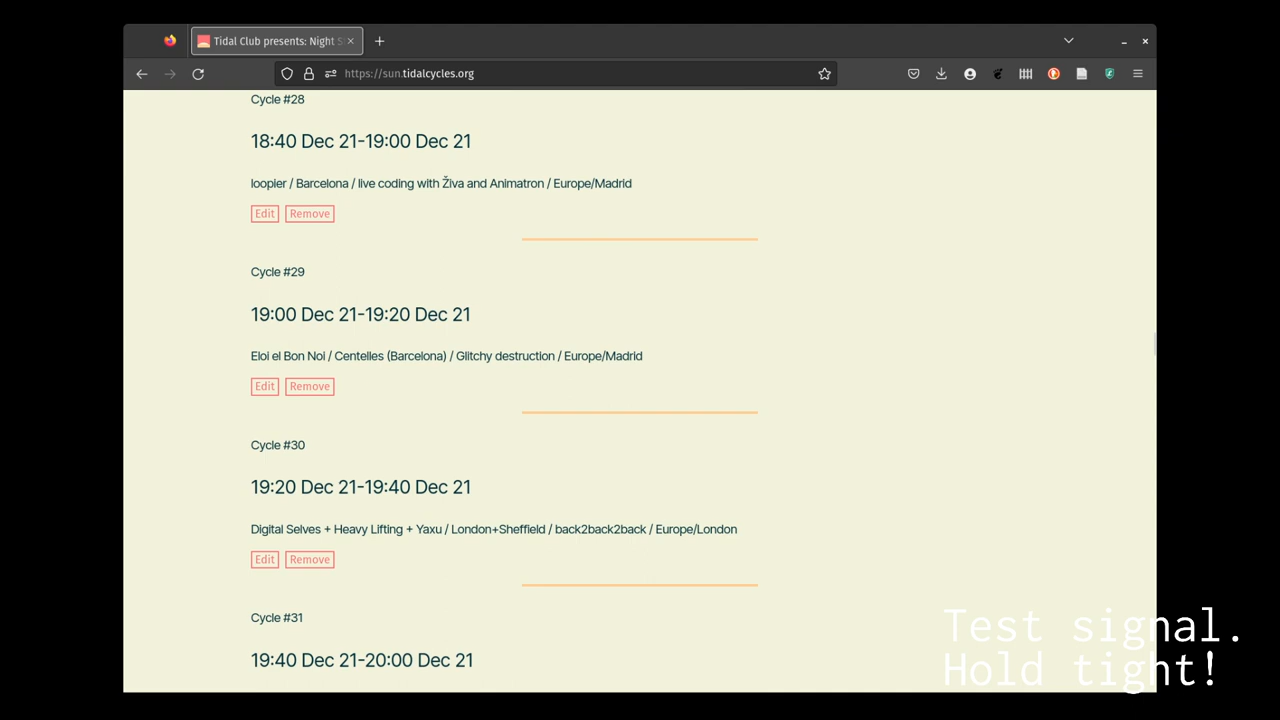 Tidal Club presents: Night S
https://sun.tidalcycles.org
Cycle #28
18:40 Dec 21-19:00 Dec 21
loopier / Barcelona / live coding with Živa and Animatron / Europe/Madrid
Edit Remove
Cycle #29
19:00 Dec 21-19:20 Dec 21
Eloi el Bon Noi / Centelles (Barcelona) / Glitchy destruction / Europe/Madrid
Edit Remove
Cycle #30
19:20 Dec 21-19:40 Dec 21
Digital Selves + Heavy Lifting + Yaxu / London+Sheffield / back2back2back / Europe/London
Edit Remove
Cycle #31
19:40 Dec 21-20:00 Dec 21
Test signal.
Hold tight!